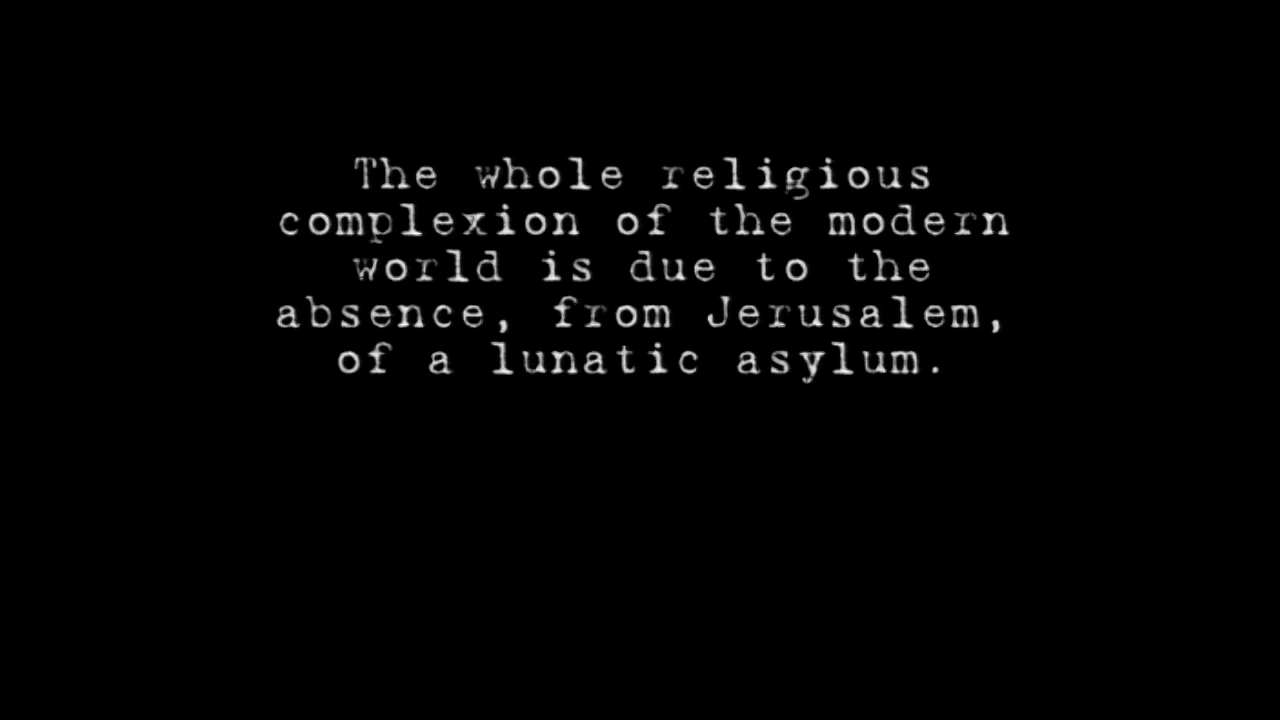 The whole religious
complexion of the modern
world is due to the
absence, from Jerusalem,
of a lunatic asylum.